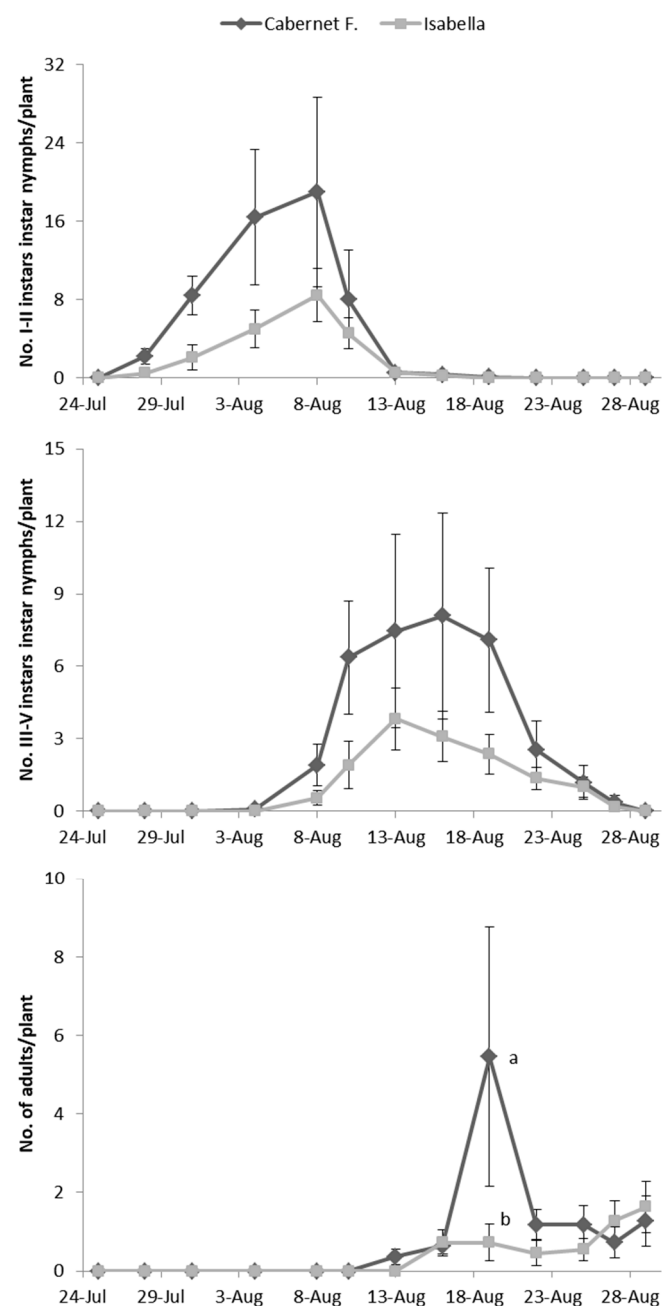 Cabernet F. Isabella
No. I-II instars instar nymphs/plant
32
24
16
8
0
24-Jul 29-Jul 3-Aug 8-Aug 13-Aug 18-Aug 23-Aug 28-Aug
No. III-V instars instar nymphs/plant
15
12
9
6
3
0
24-Jul 29-Jul 3-Aug 8-Aug 13-Aug 18-Aug 23-Aug 28-Aug
No. of adults/plant
10
8
6
4
2
0
a
b
24-Jul 29-Jul 3-Aug 8-Aug 13-Aug 18-Aug 23-Aug 28-Aug